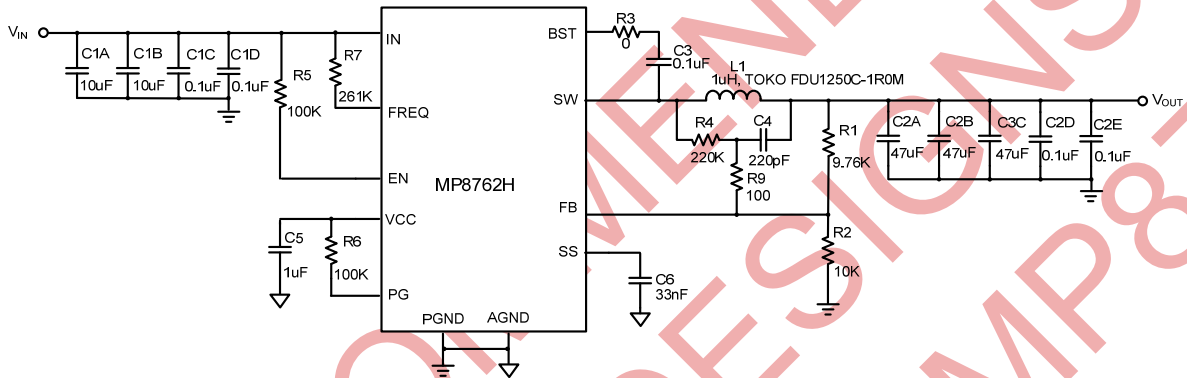 VIN
C1A
10uF
C1B
10uF
C1C
0.1uF
C1D
0.1uF
R5
100K
R7
261K
IN
FREQ
EN
VCC
PG
PGND
AGND
MP8762H
BST
SW
FB
SS
C5
1uF
R6
100K
R3
0
C3
0.1uF
L1
1uH, TOKO FDU1250C-1R0M
R4
220K
C4
220pF
R9
100
R1
9.76K
R2
10K
C6
33nF
C2A
47uF
C2B
47uF
C3C
47uF
C2D
0.1uF
C2E
0.1uF
VOUT